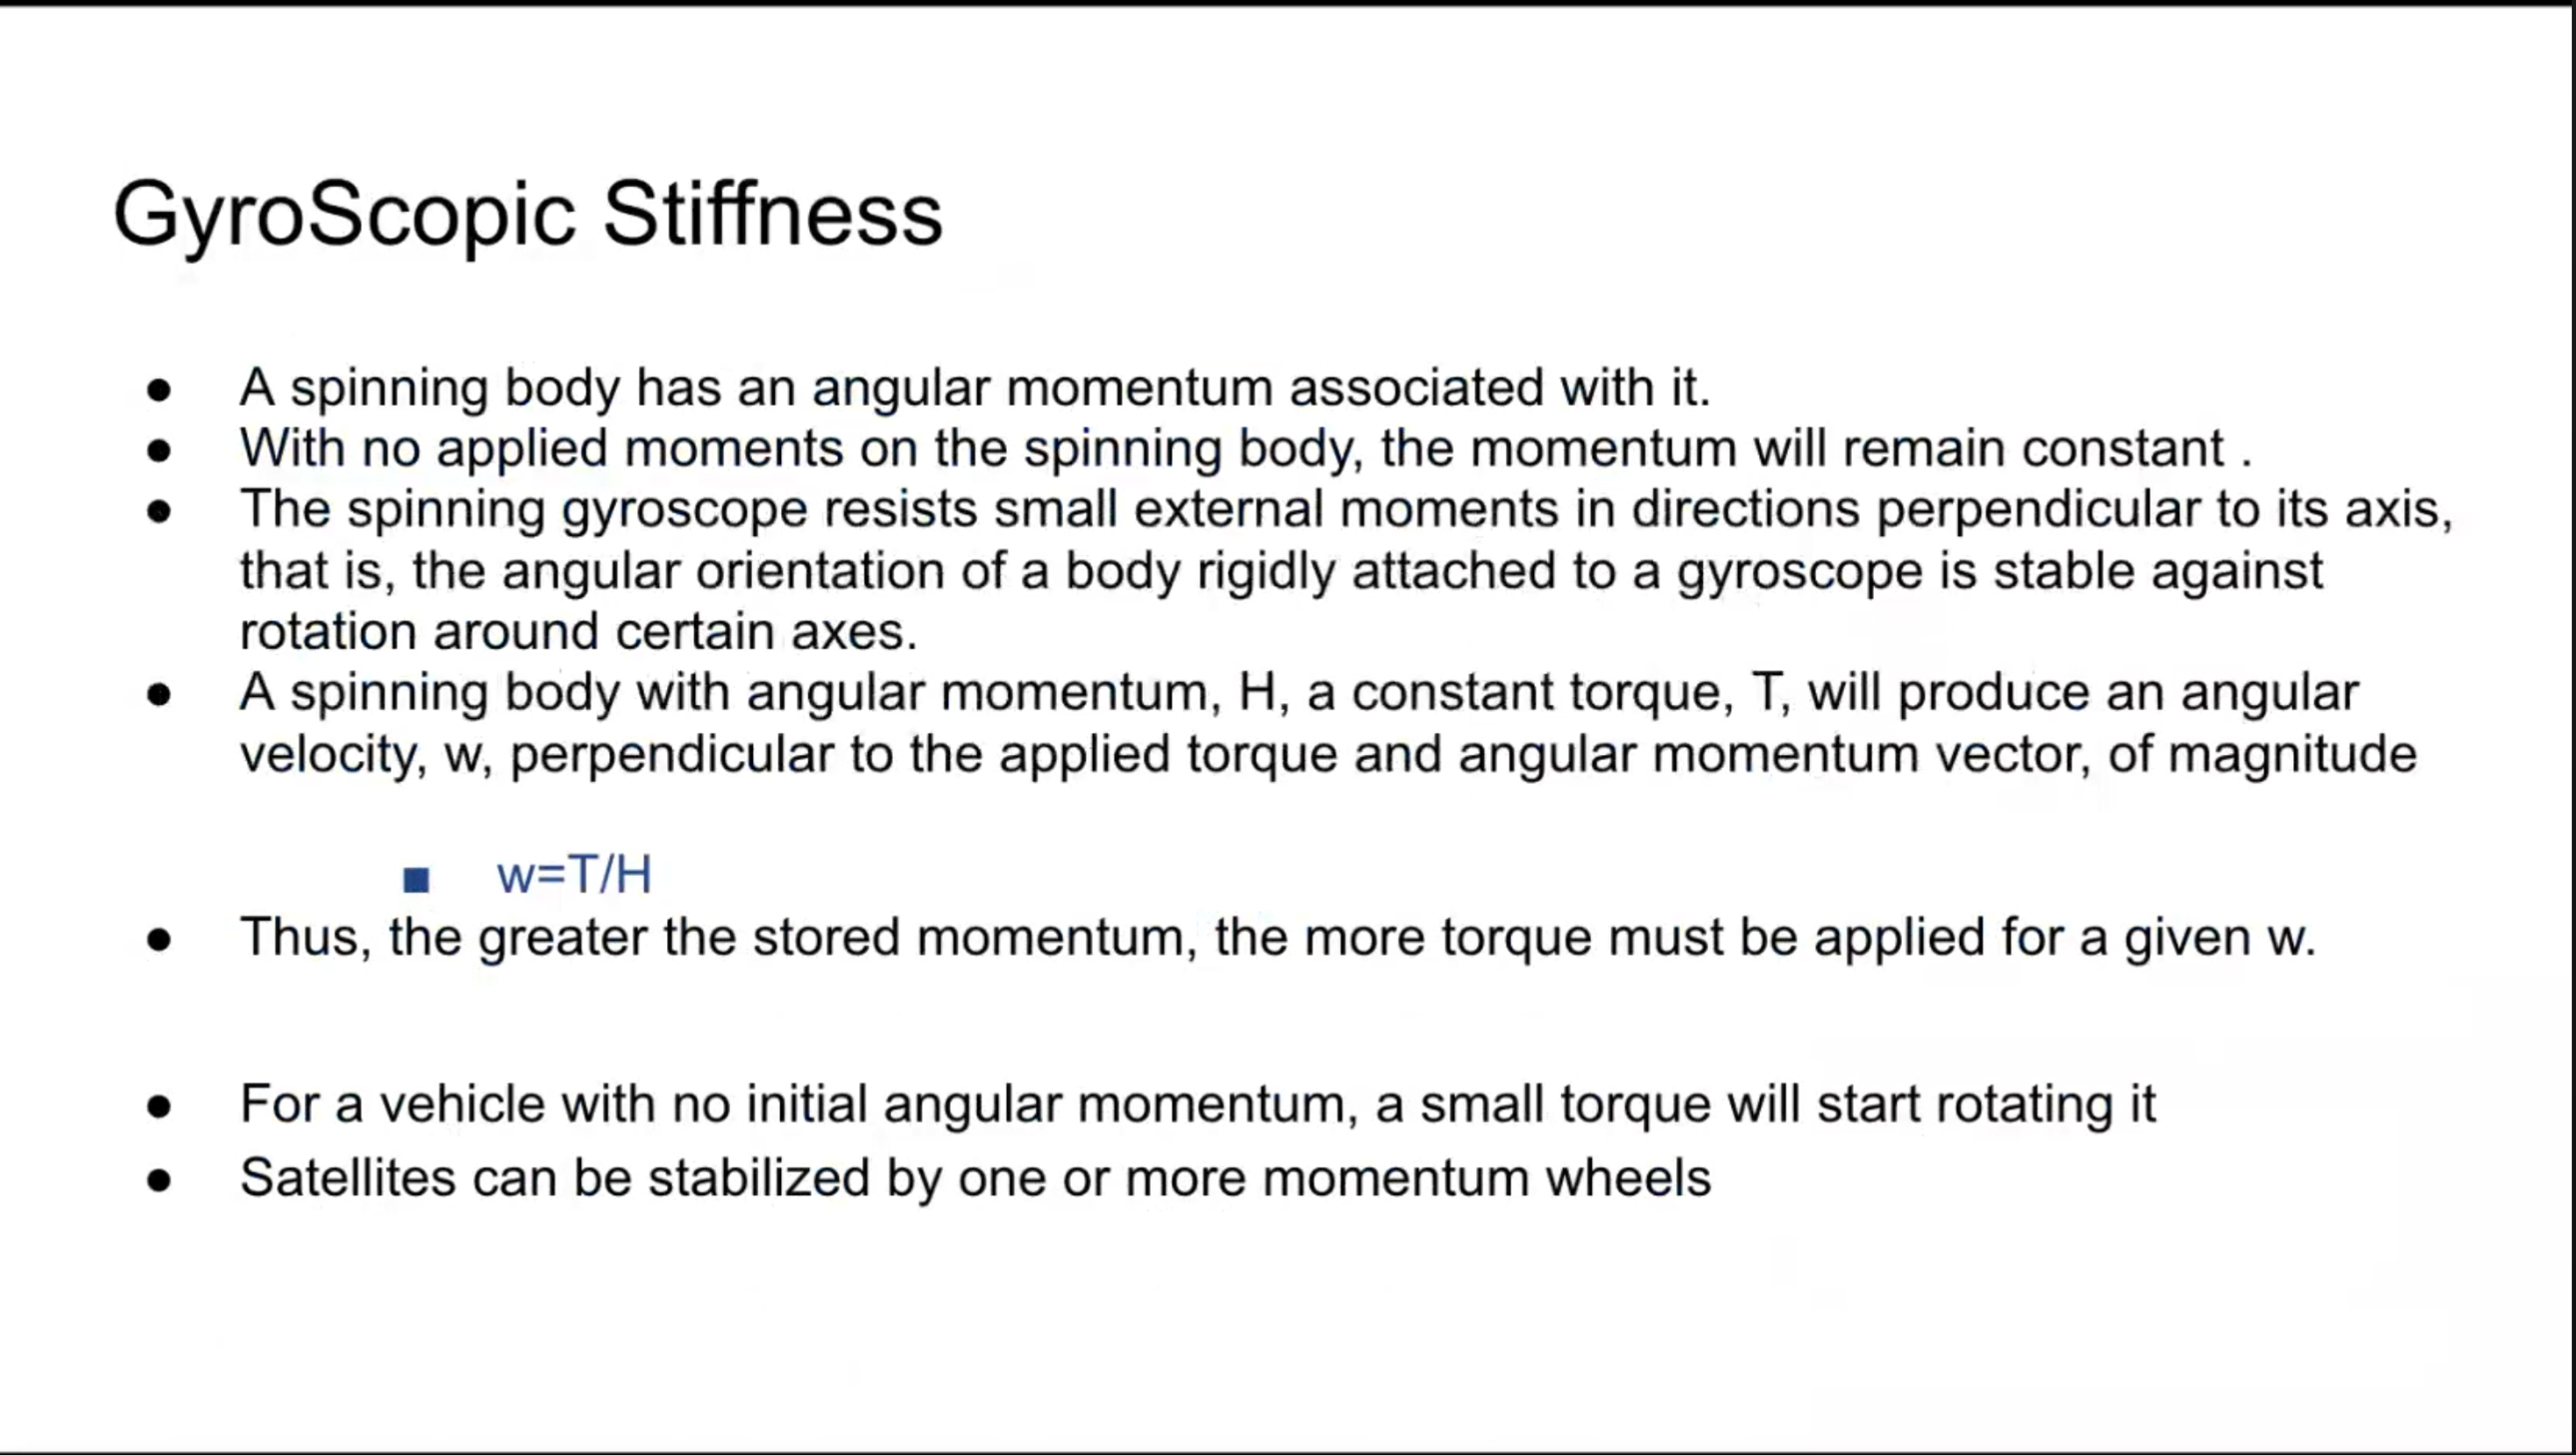 GyroScopic Stiffness
● A spinning body has an angular momentum associated with it.
● With no applied moments on the spinning body, the momentum will remain constant .
● The spinning gyroscope resists small external moments in directions perpendicular to its axis,
that is, the angular orientation of a body rigidly attached to a gyroscope is stable against
rotation around certain axes.
● A spinning body with angular momentum, H, a constant torque, T, will produce an angular
velocity, w, perpendicular to the applied torque and angular momentum vector, of magnitude
■ w=T/H
● Thus, the greater the stored momentum, the more torque must be applied for a given w.
● For a vehicle with no initial angular momentum, a small torque will start rotating it
● Satellites can be stabilized by one or more momentum wheels